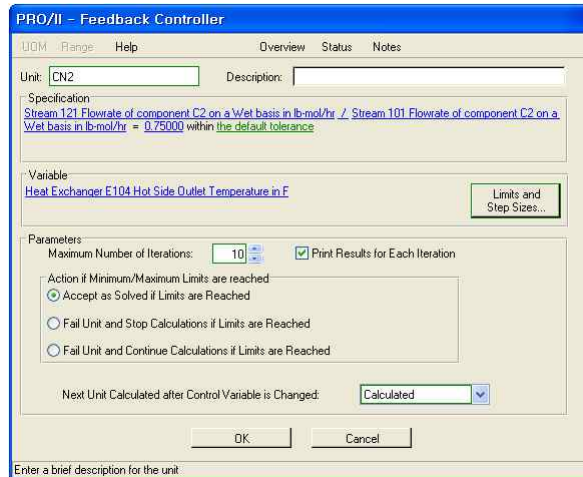 PRO/II - Feedback Controller
UOM Range Help Overview Status Notes
Unit: CN2 Description:
Specification
Stream 121 Flowrate of component C2 on a Wet basis in lb-mol/hr / Stream 101 Flowrate of component C2 on a
Wet basis in lb-mol/hr = 0.75000 within the default tolerance
Variable
Heat Exchanger E104 Hot Side Outlet Temperature in F
Limits and
Step Sizes...
Parameters
Maximum Number of Iterations: 10 Print Results for Each Iteration
Action if Minimum/Maximum Limits are reached
Accept as Solved if Limits are Reached
Fail Unit and Stop Calculations if Limits are Reached
Fail Unit and Continue Calculations if Limits are Reached
Next Unit Calculated after Control Variable is Changed: Calculated
OK Cancel
Enter a brief description for the unit